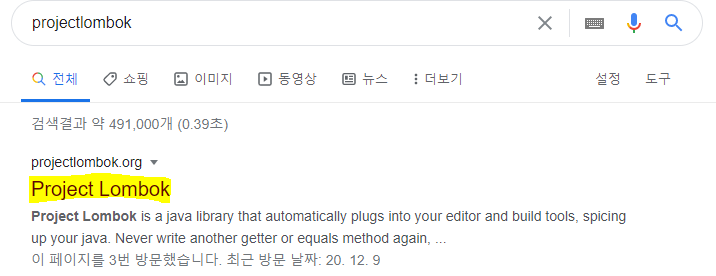 projectlombok
전체 쇼핑 이미지 동영상 뉴스 더보기 설정 도구
검색결과 약 491,000개 (0.39초)
projectlombok.org
Project Lombok
Project Lombok is a java library that automatically plugs into your editor and build tools, spicing
up your java. Never write another getter or equals method again, ...
이 페이지를 3번 방문했습니다. 최근 방문 날짜: 20. 12. 9